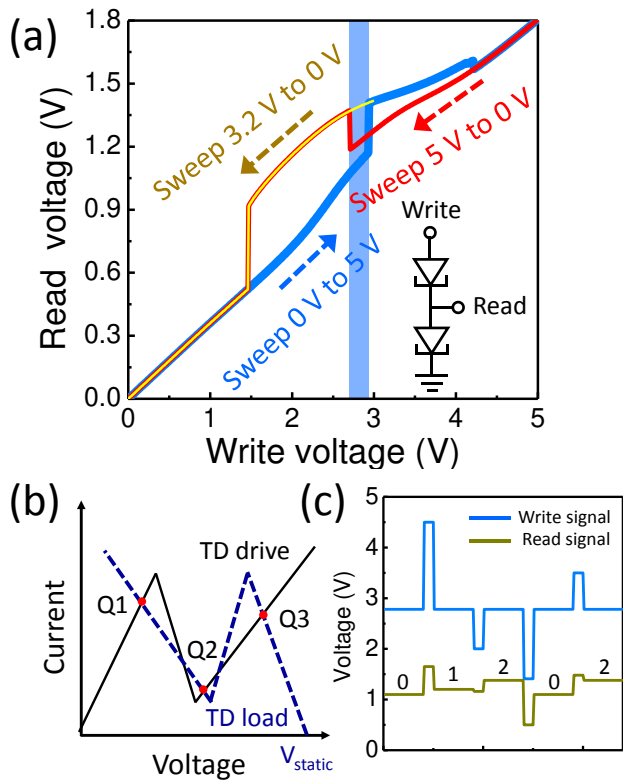 (a)
Read voltage (V)
1.8
1.5
1.2
0.9
0.6
0.3
0.0
Sweep 3.2 V to 0 V
Sweep 5 V to 0 V
Sweep 0 V to 5 V
Write
Read
0 1 2 3 4 5
Write voltage (V)
(b)
Current
TD drive
Q1
Q2
Q3
TD load
Voltage
V_static
(c)
Voltage (V)
5
4
3
2
1
0
Write signal
Read signal
0 1 2 0 2